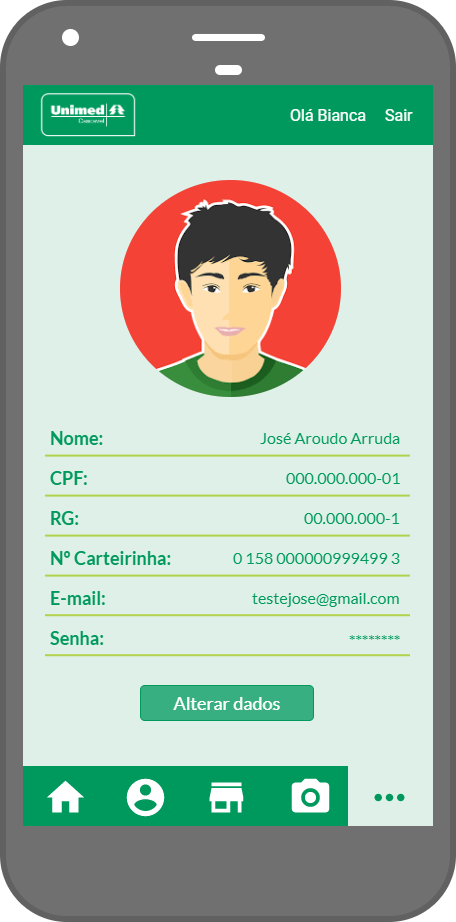 Unimed
Cascavel
Olá Bianca Sair
Nome: José Aroudo Arruda
CPF: 000.000.000-01
RG: 00.000.000-1
Nº Carteirinha: 0 158 000000999499 3
E-mail: testejose@gmail.com
Senha: ********
Alterar dados